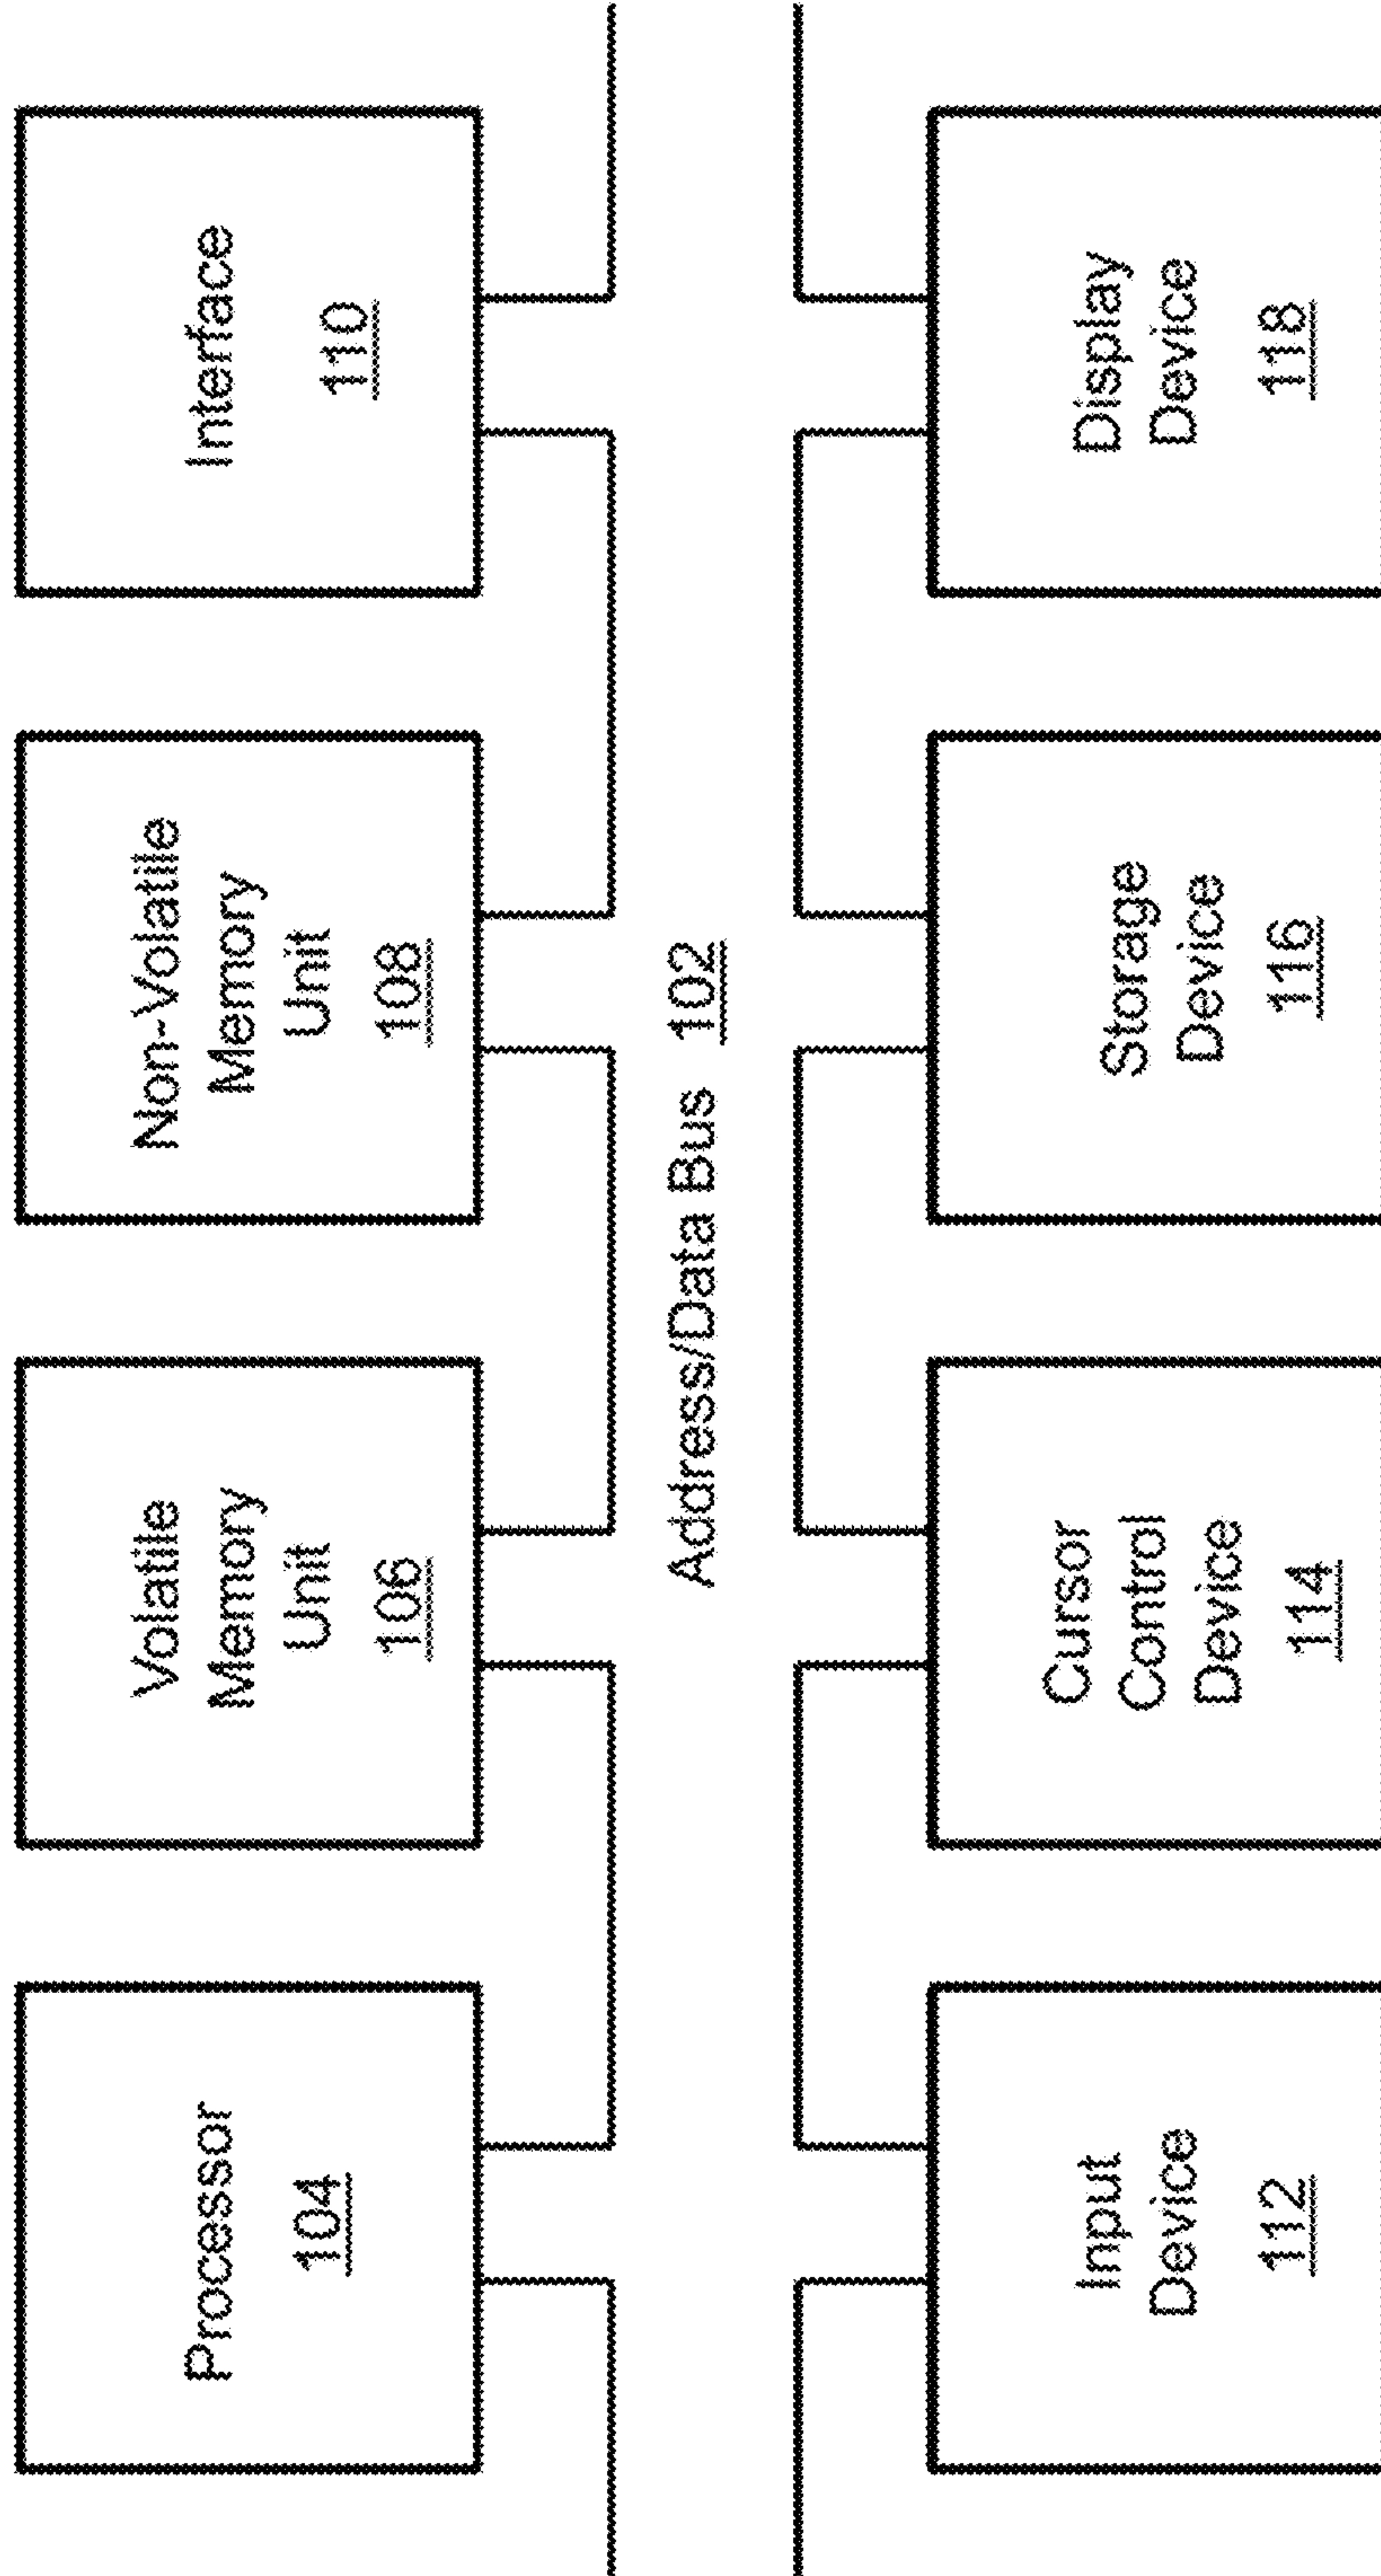 Processor
104
Volatile
Memory
Unit
106
Non-Volatile
Memory
Unit
108
Interface
110
Address/Data Bus 102
Input
Device
112
Cursor
Control
Device
114
Storage
Device
116
Display
Device
118